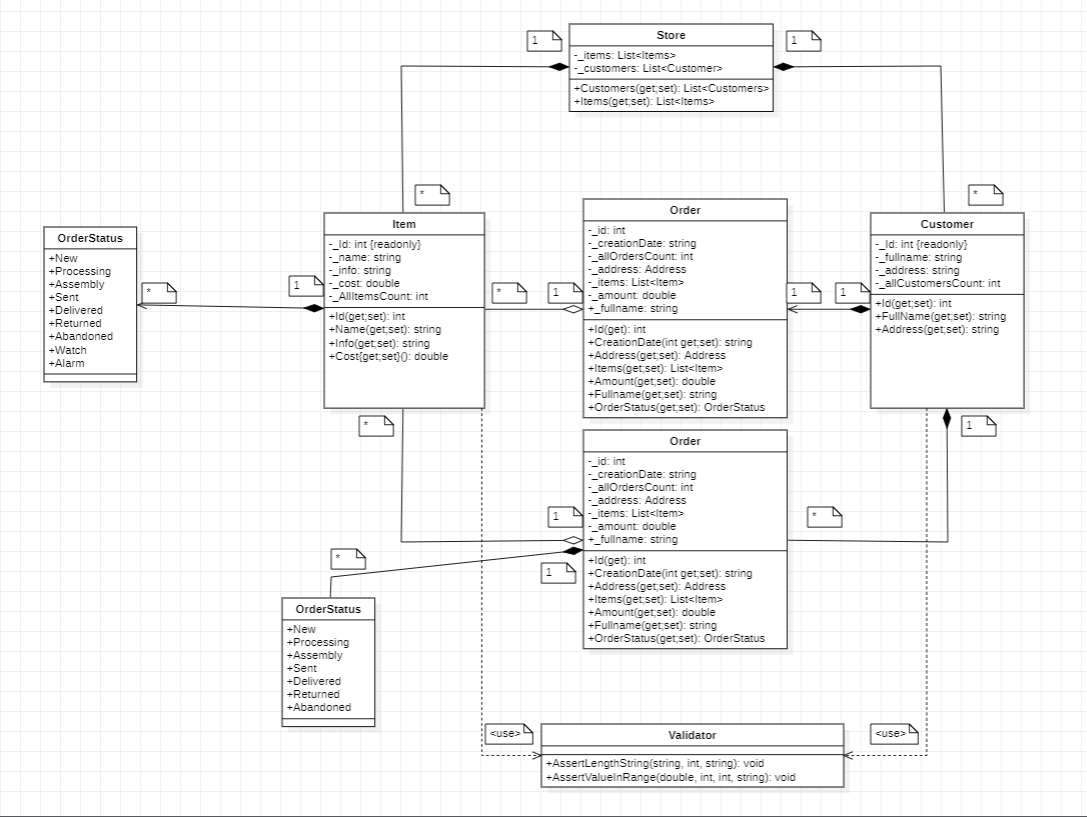 Store
1
1
-_items: List<Items>
-_customers: List<Customer>
+Customers(get;set): List<Customers>
+Items(get;set): List<Items>
*
*
OrderStatus
+New
+Processing
+Assembly
+Sent
+Delivered
+Returned
+Abandoned
+Watch
+Alarm
*
1
Item
-_Id: int {readonly}
-_name: string
-_info: string
-_cost: double
-_AllItemsCount: int
+Id(get;set): int
+Name(get;set): string
+Info(get;set): string
+Cost{get;set}(): double
*
1
Order
-_id: int
-_creationDate: string
-_allOrdersCount: int
-_address: Address
-_items: List<Item>
-_amount: double
+_fullname: string
+Id(get): int
+CreationDate(int get;set): string
+Address(get;set): Address
+Items(get;set): List<Item>
+Amount(get;set): double
+Fullname(get;set): string
+OrderStatus(get;set): OrderStatus
1
1
Customer
-_Id: int {readonly}
-_fullname: string
-_address: string
-_allCustomersCount: int
+Id(get;set): int
+FullName(get;set): string
+Address(get;set): string
*
1
Order
-_id: int
-_creationDate: string
-_allOrdersCount: int
-_address: Address
-_items: List<Item>
-_amount: double
+_fullname: string
+Id(get): int
+CreationDate(int get;set): string
+Address(get;set): Address
+Items(get;set): List<Item>
+Amount(get;set): double
+Fullname(get;set): string
+OrderStatus(get;set): OrderStatus
1
*
*
1
OrderStatus
+New
+Processing
+Assembly
+Sent
+Delivered
+Returned
+Abandoned
<use>
<use>
Validator
+AssertLengthString(string, int, string): void
+AssertValueInRange(double, int, int, string): void